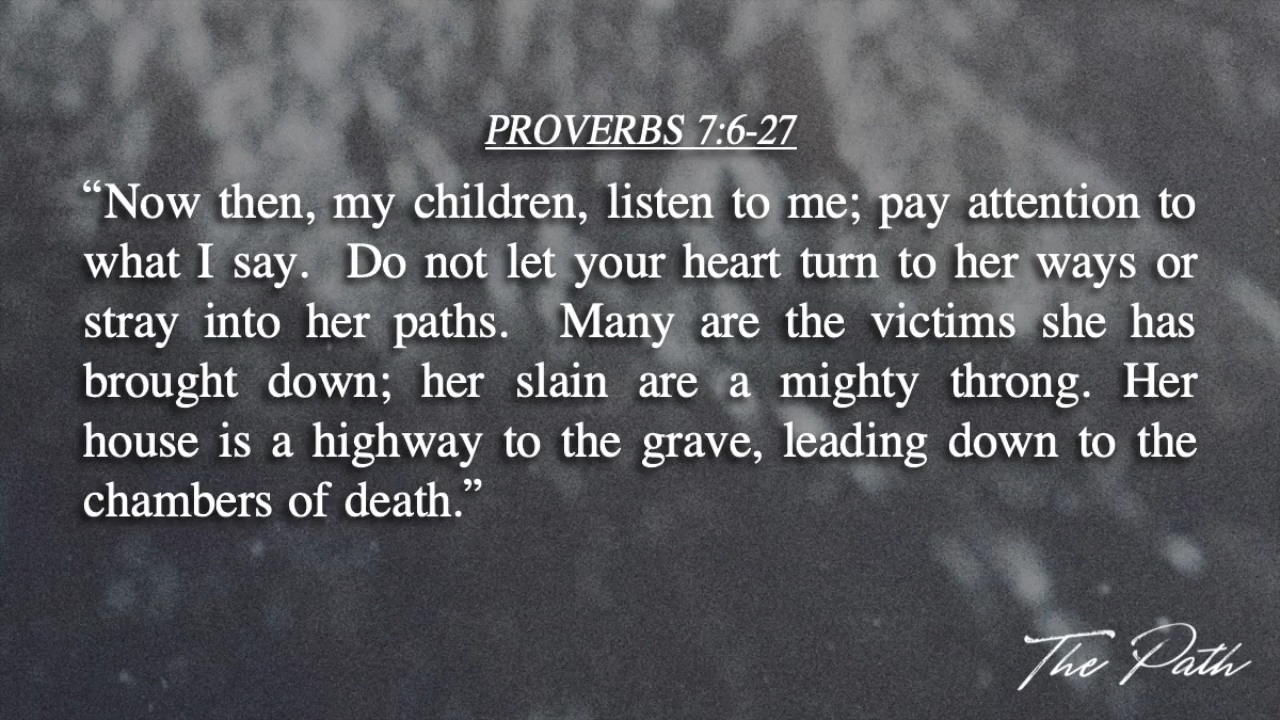 PROVERBS 7:6-27
“Now then, my children, listen to me; pay attention to
what I say.  Do not let your heart turn to her ways or
stray into her paths.  Many are the victims she has
brought down; her slain are a mighty throng. Her
house is a highway to the grave, leading down to the
chambers of death.”
The Path